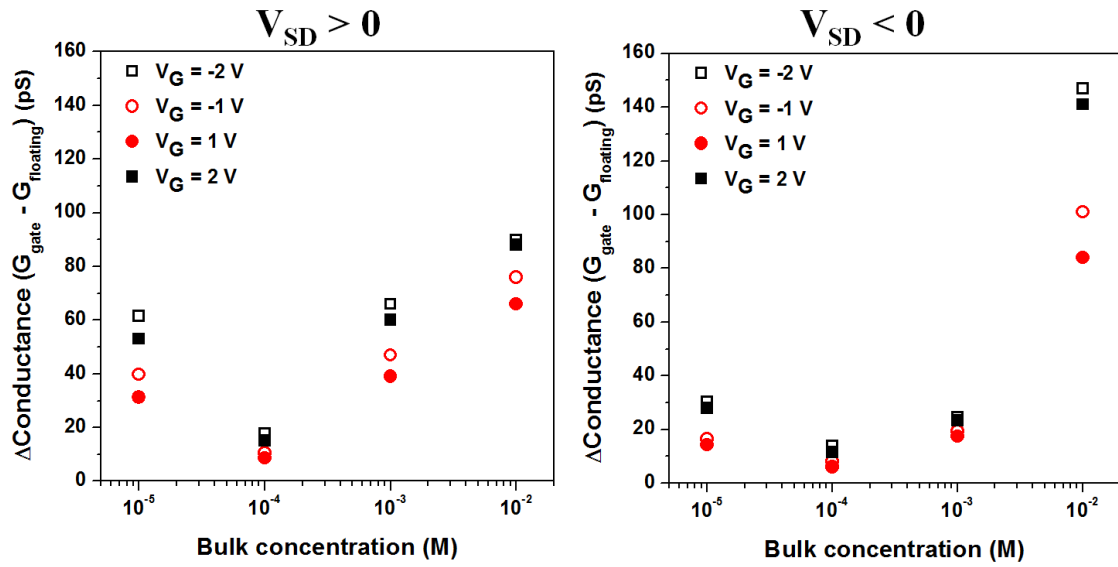 V_SD > 0
ΔConductance (G_gate - G_floating) (pS)
160
140
120
100
80
60
40
20
0
V_G = -2 V
V_G = -1 V
V_G = 1 V
V_G = 2 V
10^-5
10^-4
10^-3
10^-2
Bulk concentration (M)
V_SD < 0
ΔConductance (G_gate - G_floating) (pS)
160
140
120
100
80
60
40
20
0
V_G = -2 V
V_G = -1 V
V_G = 1 V
V_G = 2 V
10^-5
10^-4
10^-3
10^-2
Bulk concentration (M)